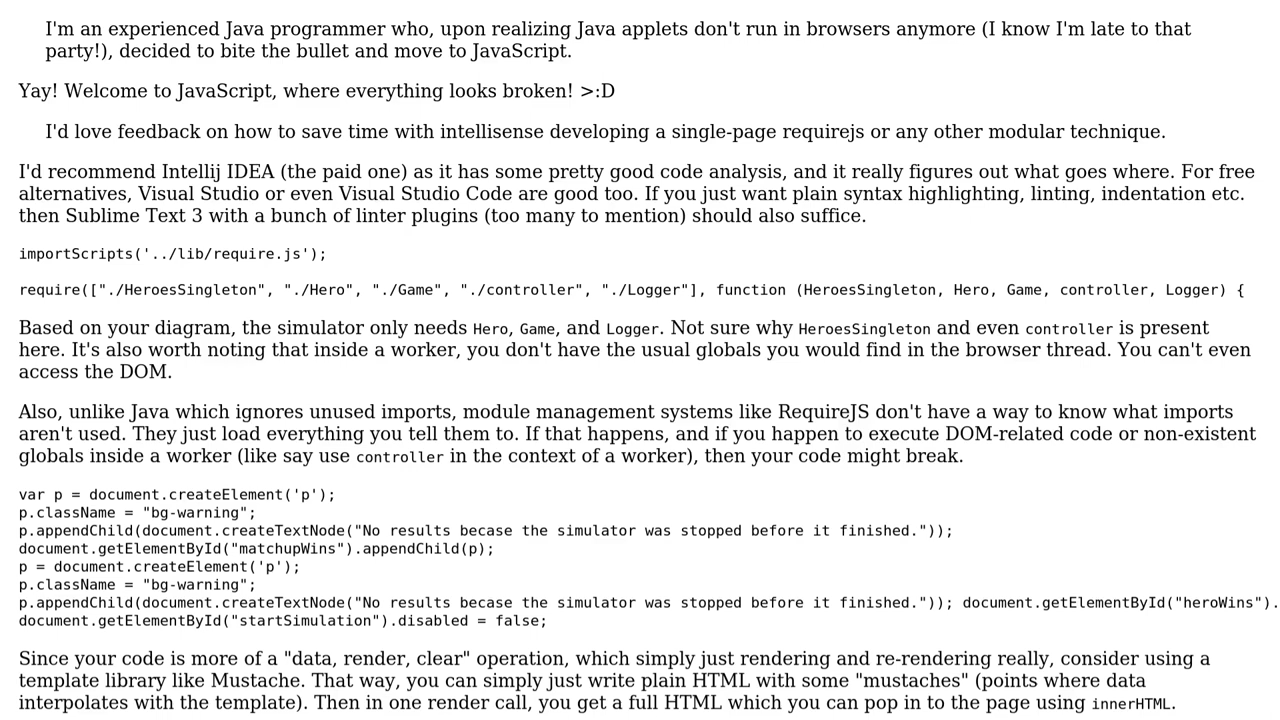 I'm an experienced Java programmer who, upon realizing Java applets don't run in browsers anymore (I know I'm late to that
party!), decided to bite the bullet and move to JavaScript.
Yay! Welcome to JavaScript, where everything looks broken! >:D
I'd love feedback on how to save time with intellisense developing a single-page requirejs or any other modular technique.
I'd recommend Intellij IDEA (the paid one) as it has some pretty good code analysis, and it really figures out what goes where. For free
alternatives, Visual Studio or even Visual Studio Code are good too. If you just want plain syntax highlighting, linting, indentation etc.
then Sublime Text 3 with a bunch of linter plugins (too many to mention) should also suffice.
importScripts('../lib/require.js');
require(["./HeroesSingleton", "./Hero", "./Game", "./controller", "./Logger"], function (HeroesSingleton, Hero, Game, controller, Logger) {
Based on your diagram, the simulator only needs Hero, Game, and Logger. Not sure why HeroesSingleton and even controller is present
here. It's also worth noting that inside a worker, you don't have the usual globals you would find in the browser thread. You can't even
access the DOM.
Also, unlike Java which ignores unused imports, module management systems like RequireJS don't have a way to know what imports
aren't used. They just load everything you tell them to. If that happens, and if you happen to execute DOM-related code or non-existent
globals inside a worker (like say use controller in the context of a worker), then your code might break.
var p = document.createElement('p');
p.className = "bg-warning";
p.appendChild(document.createTextNode("No results becase the simulator was stopped before it finished."));
document.getElementById("matchupWins").appendChild(p);
p = document.createElement('p');
p.className = "bg-warning";
p.appendChild(document.createTextNode("No results becase the simulator was stopped before it finished.")); document.getElementById("heroWins").
document.getElementById("startSimulation").disabled = false;
Since your code is more of a "data, render, clear" operation, which simply just rendering and re-rendering really, consider using a
template library like Mustache. That way, you can simply just write plain HTML with some "mustaches" (points where data
interpolates with the template). Then in one render call, you get a full HTML which you can pop in to the page using innerHTML.